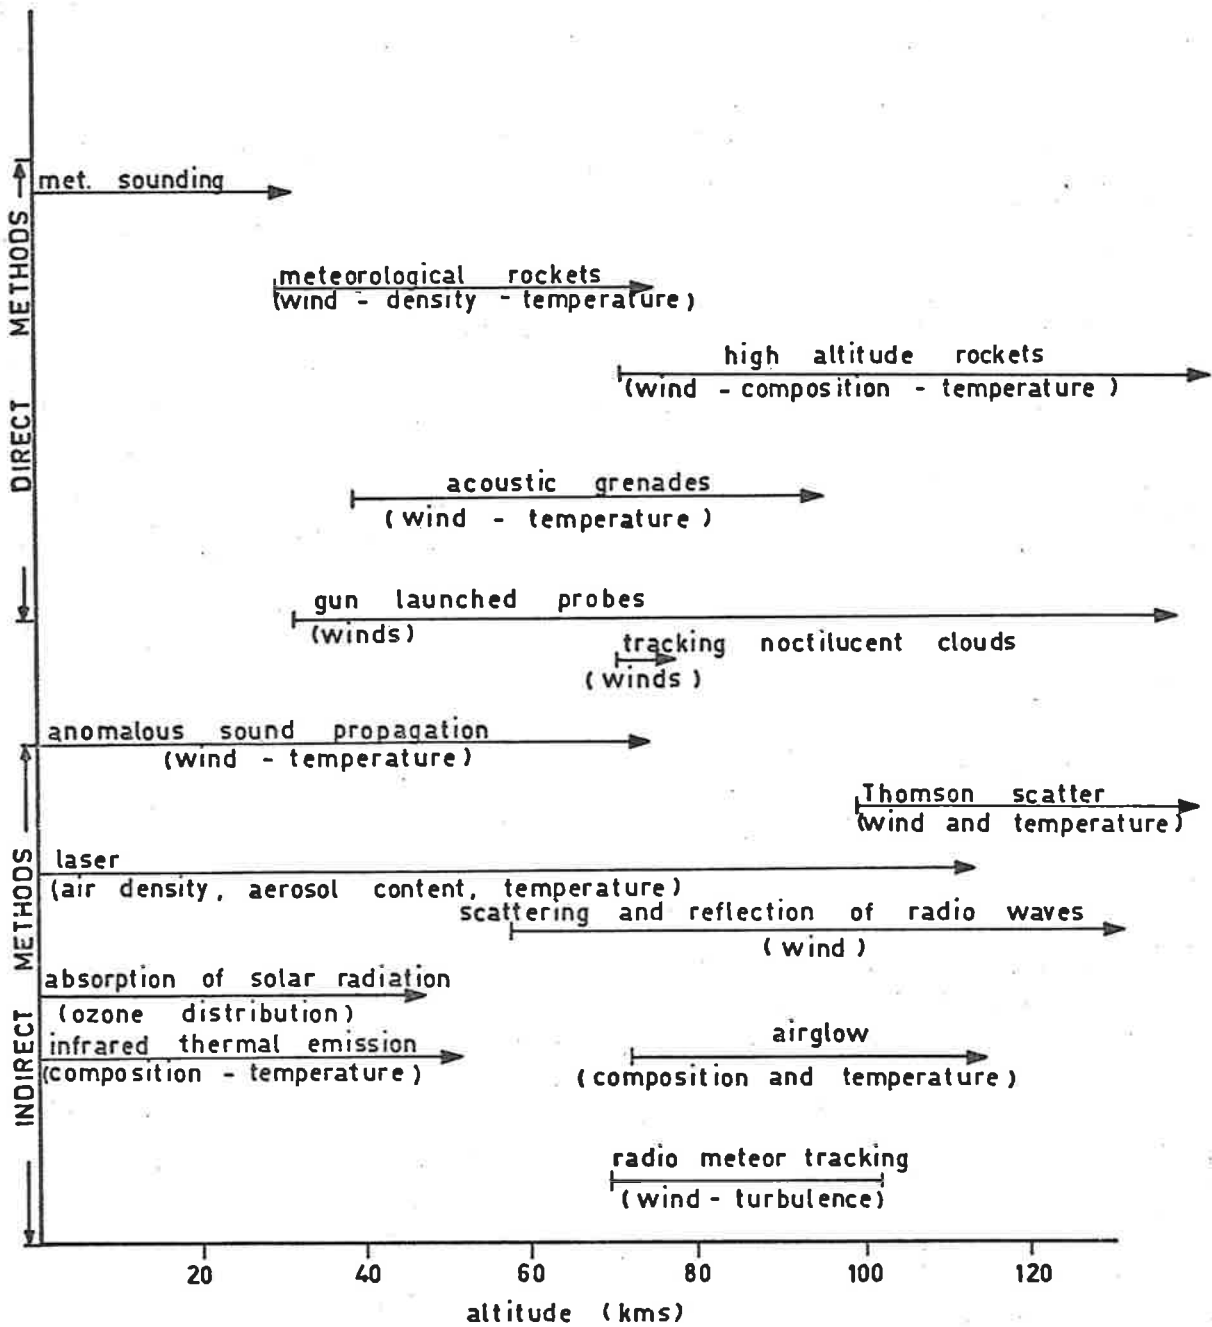 DIRECT METHODS
met. sounding
meteorological rockets
(wind - density - temperature)
high altitude rockets
(wind - composition - temperature)
acoustic grenades
(wind - temperature)
gun launched probes
(winds)
tracking noctilucent clouds
(winds)
INDIRECT METHODS
anomalous sound propagation
(wind - temperature)
Thomson scatter
(wind and temperature)
laser
(air density, aerosol content, temperature)
scattering and reflection of radio waves
(wind)
absorption of solar radiation
(ozone distribution)
infrared thermal emission
(composition - temperature)
airglow
(composition and temperature)
radio meteor tracking
(wind - turbulence)
20 40 60 80 100 120
altitude (kms)